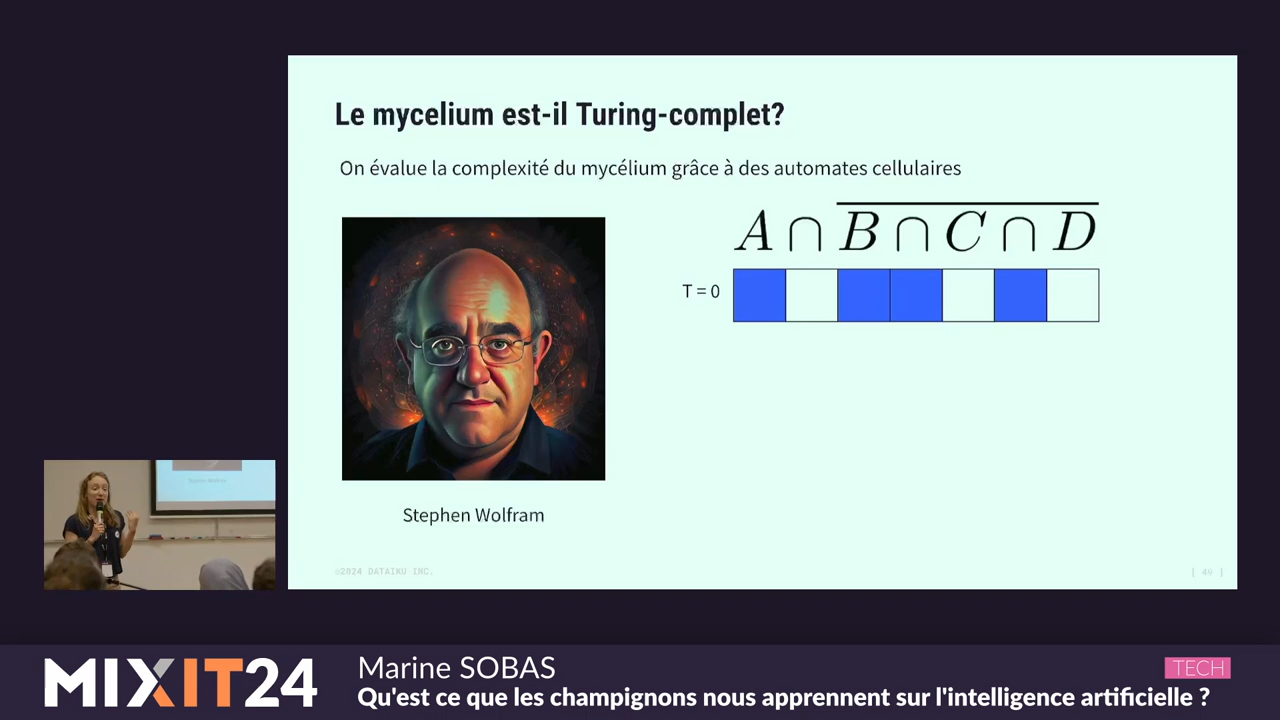 Le mycelium est-il Turing-complet?
On évalue la complexité du mycélium grâce à des automates cellulaires
A ∩ B ∩ C ∩ D
T = 0
Stephen Wolfram
©2024 DATAIKU INC.
| 49 |
MIXIT24
Marine SOBAS
TECH
Qu'est ce que les champignons nous apprennent sur l'intelligence artificielle ?